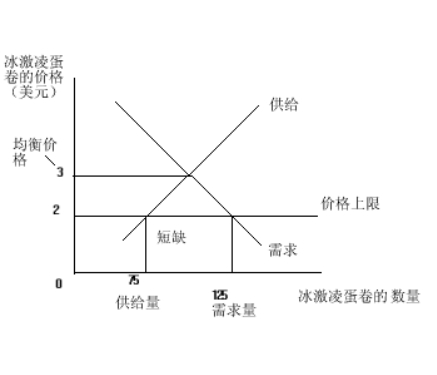 冰激凌蛋
卷的价格
（美元）
供给
均衡价
格
3
价格上限
2
短缺
需求
0
75
供给量
125
需求量
冰激凌蛋卷的 数量